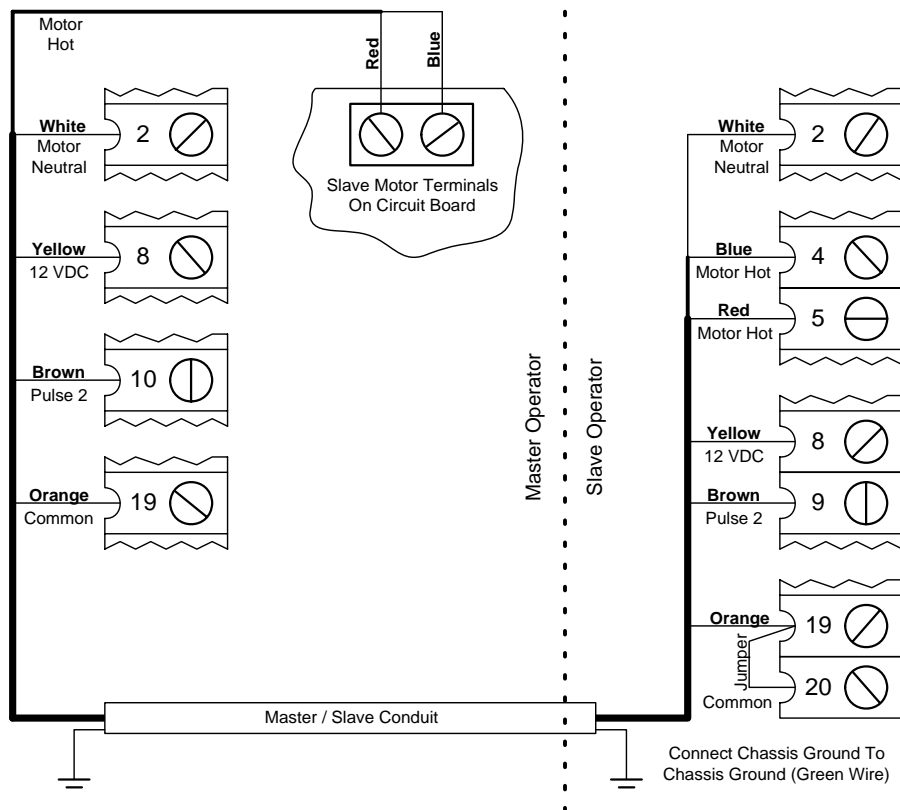 Motor
Hot
Red
Blue
White
Motor
Neutral
2
Slave Motor Terminals
On Circuit Board
Yellow
12 VDC
8
Brown
Pulse 2
10
Orange
Common
19
Master Operator
Slave Operator
White
Motor
Neutral
2
Blue
Motor Hot
4
Red
Motor Hot
5
Yellow
12 VDC
8
Brown
Pulse 2
9
Orange
19
Jumper
Common
20
Master / Slave Conduit
Connect Chassis Ground To
Chassis Ground (Green Wire)